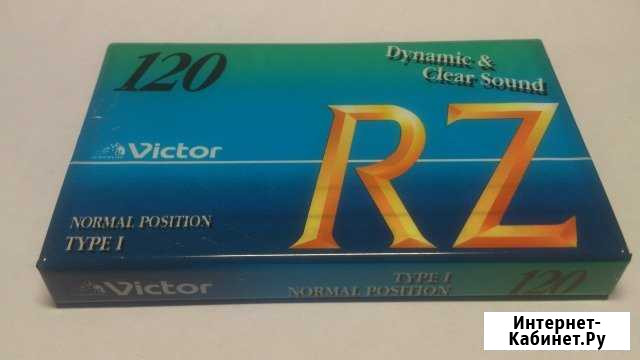 120
Dynamic &
Clear Sound
Victor
RZ
NORMAL POSITION
TYPE I
Victor
TYPE I
NORMAL POSITION
120
Интернет-
Кабинет.Ру